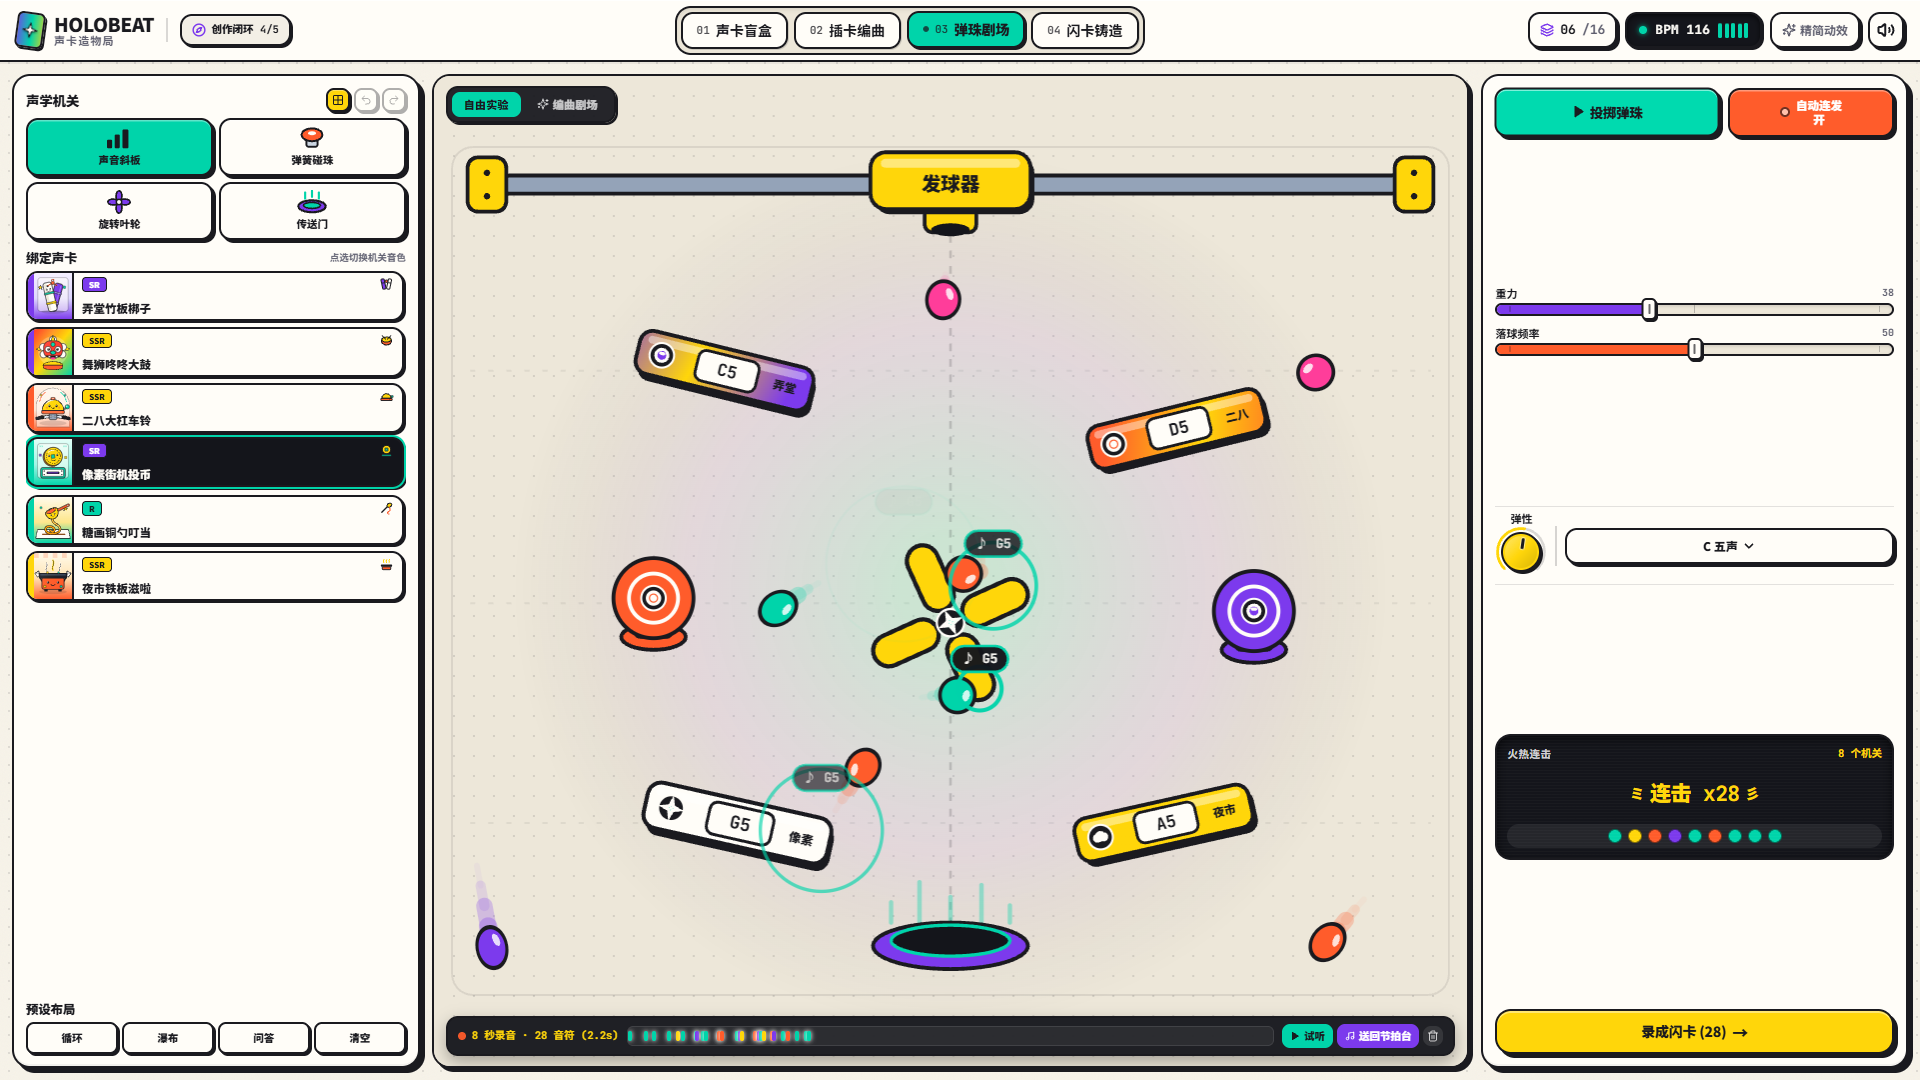 HOLOBEAT
声卡造物局
创作闭环 4/5
01 声卡盲盒
02 插卡编曲
03 弹珠剧场
04 闪卡铸造
06 /16
BPM 116
精简动效
声学机关
声音斜板
弹簧碰珠
旋转叶轮
传送门
绑定声卡
点选切换机关音色
SR
弄堂竹板梆子
SSR
舞狮咚咚大鼓
SSR
二八大杠车铃
SR
像素街机投币
R
糖画铜勺叮当
SSR
夜市铁板滋啦
预设布局
循环
瀑布
问答
清空
自由实验
编曲剧场
发球器
C5 弄堂
D5 二八
♪ G5
♪ G5
♪ G5
G5 像素
A5 夜市
8 秒录音 · 28 音符 (2.2s)
试听
送回节拍台
投掷弹珠
自动连发
开
重力 38
落球频率 50
弹性
C 五声
火热连击
8 个机关
连击 x28
录成闪卡 (28) →